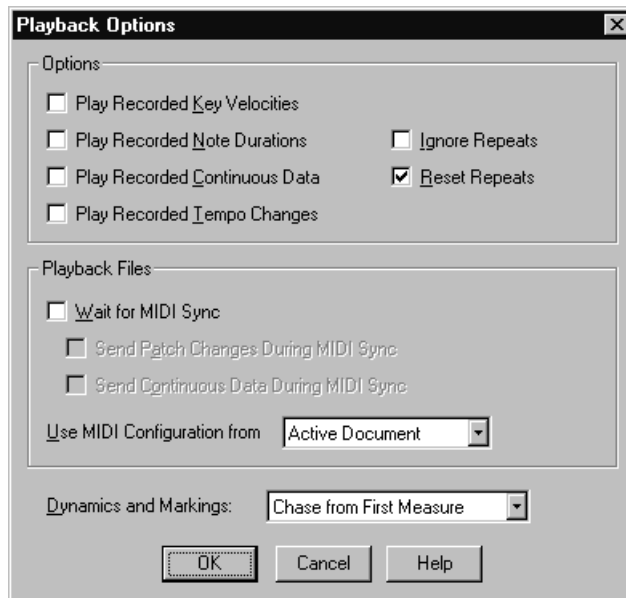 Playback Options
Options
Play Recorded Key Velocities
Play Recorded Note Durations
Ignore Repeats
Play Recorded Continuous Data
Reset Repeats
Play Recorded Tempo Changes
Playback Files
Wait for MIDI Sync
Send Patch Changes During MIDI Sync
Send Continuous Data During MIDI Sync
Use MIDI Configuration from Active Document
Dynamics and Markings: Chase from First Measure
OK Cancel Help